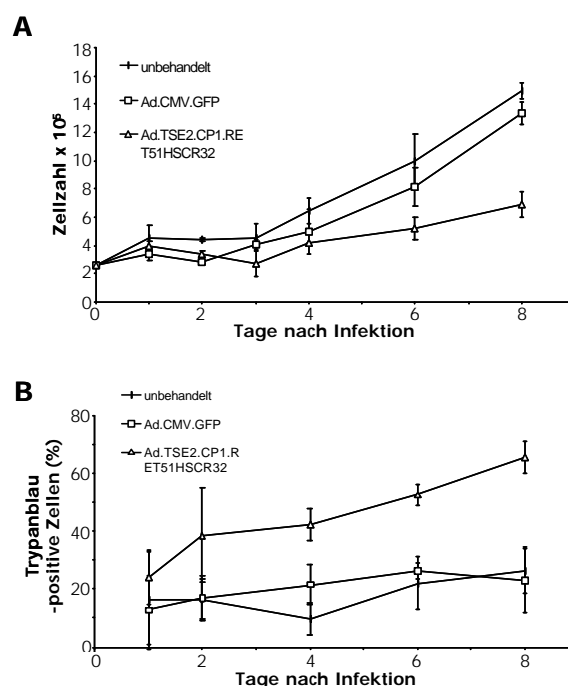 A
Zellzahl x 10⁵
18
16
14
12
10
8
6
4
2
0
unbehandelt
Ad.CMV.GFP
Ad.TSE2.CP1.RE
T51HSCR32
0
2
4
6
8
Tage nach Infektion
B
Trypanblau
-positive Zellen (%)
unbehandelt
Ad.CMV.GFP
Ad.TSE2.CP1.R
ET51HSCR32
80
60
40
20
0
0
2
4
6
8
Tage nach Infektion